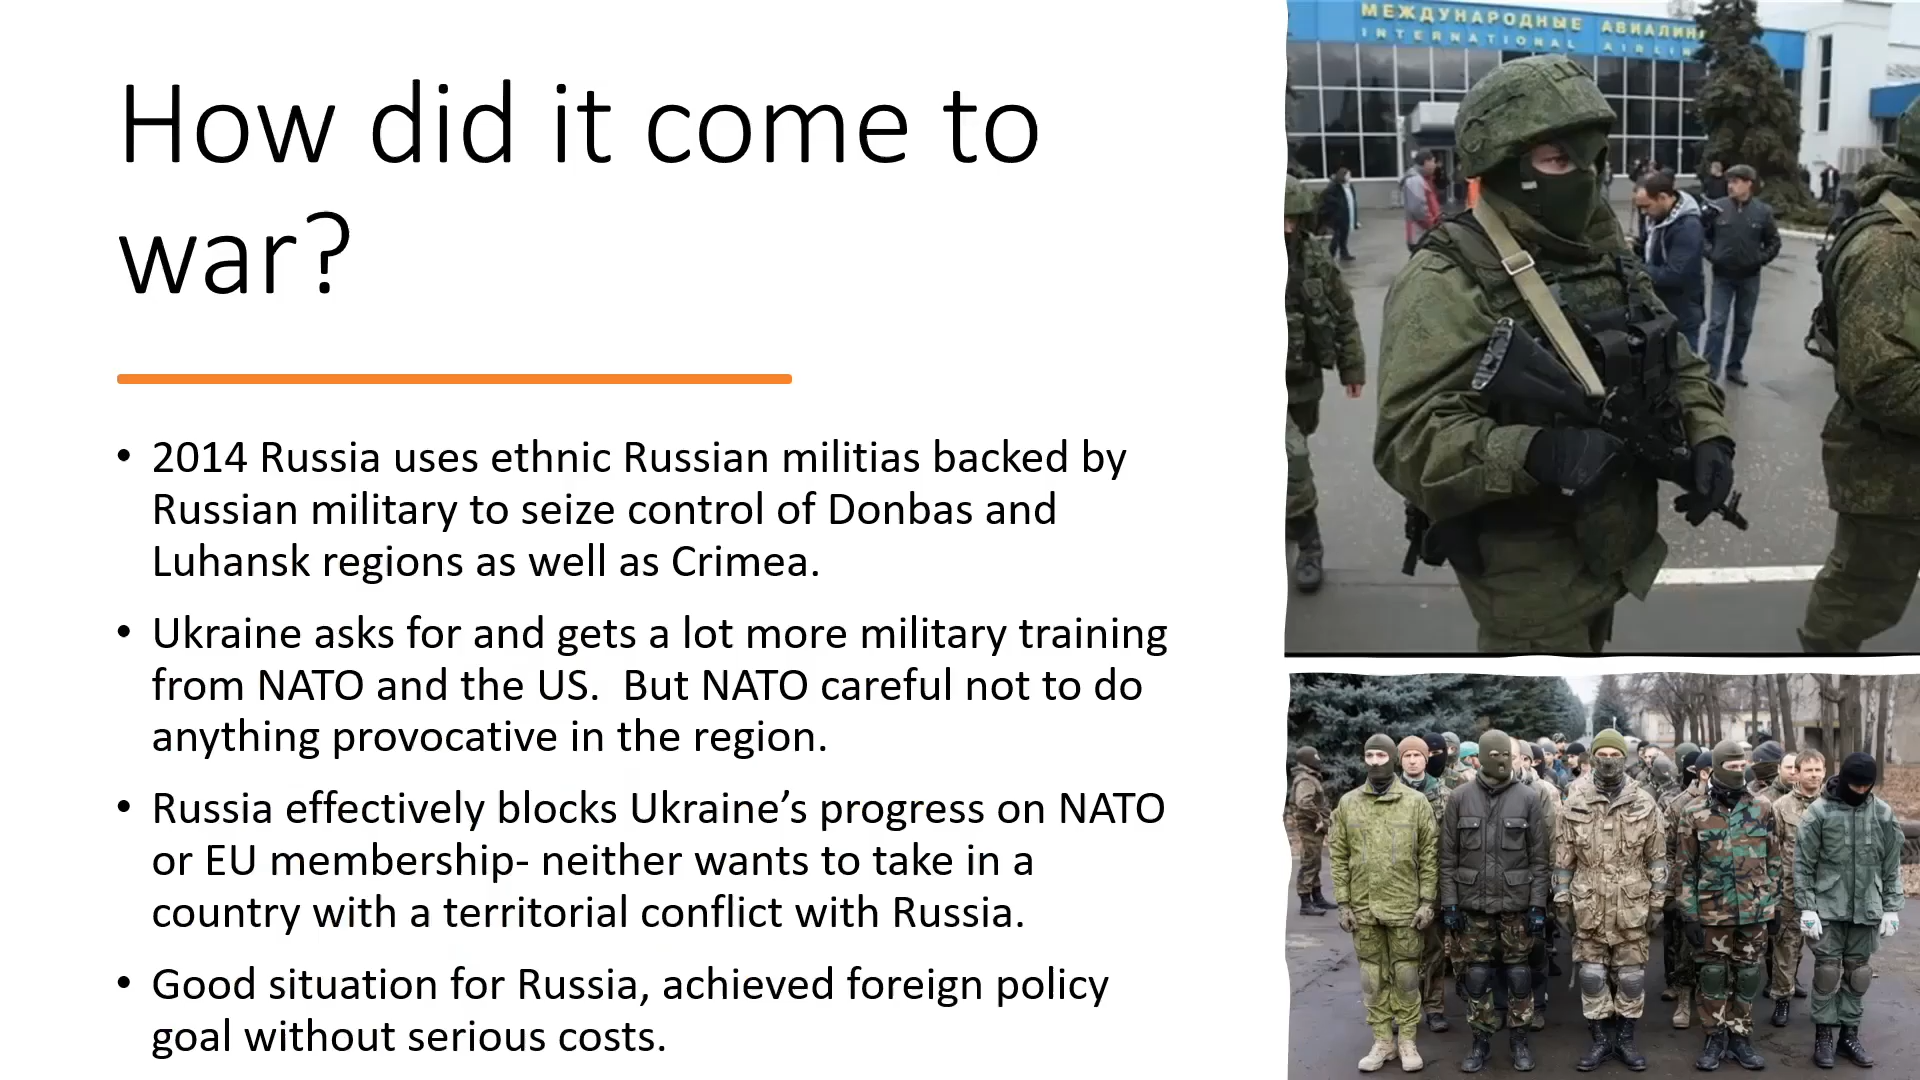 How did it come to
war?
• 2014 Russia uses ethnic Russian militias backed by
Russian military to seize control of Donbas and
Luhansk regions as well as Crimea.
• Ukraine asks for and gets a lot more military training
from NATO and the US.  But NATO careful not to do
anything provocative in the region.
• Russia effectively blocks Ukraine’s progress on NATO
or EU membership- neither wants to take in a
country with a territorial conflict with Russia.
• Good situation for Russia, achieved foreign policy
goal without serious costs.
МЕЖДУНАРОДНЫЕ
INTERNATIONAL